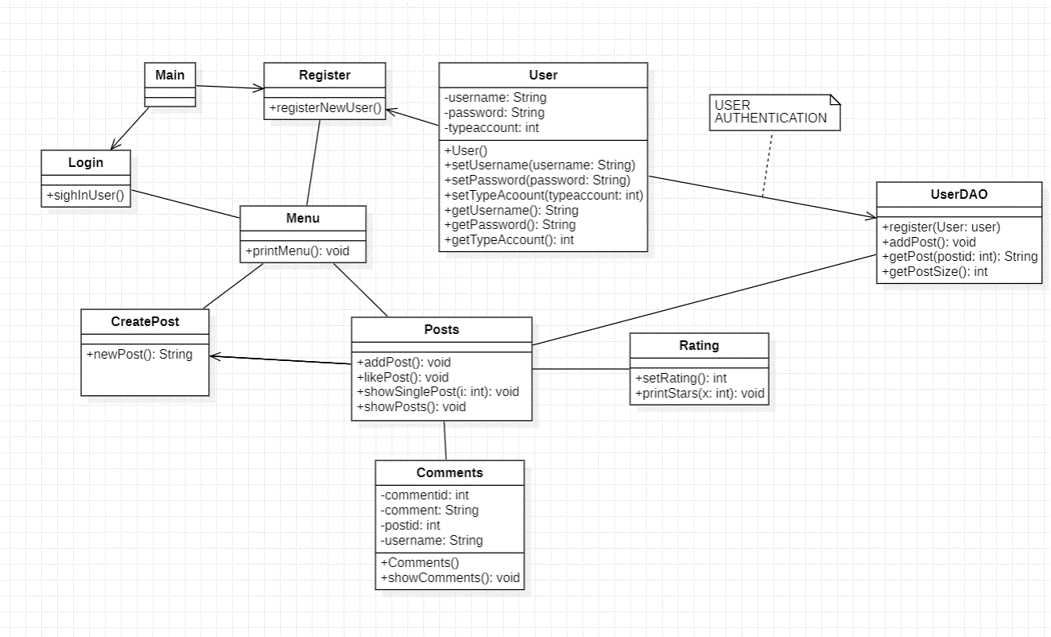 Main
Register
+registerNewUser()
User
-username: String
-password: String
-typeaccount: int
+User()
+setUsername(username: String)
+setPassword(password: String)
+setTypeAccount(typeaccount: int)
+getUsername(): String
+getPassword(): String
+getTypeAccount(): int
USER
AUTHENTICATION
Login
+sighInUser()
UserDAO
+register(User: user)
+addPost(): void
+getPost(postid: int): String
+getPostSize(): int
Menu
+printMenu(): void
CreatePost
+newPost(): String
Posts
+addPost(): void
+likePost(): void
+showSinglePost(i: int): void
+showPosts(): void
Rating
+setRating(): int
+printStars(x: int): void
Comments
-commentid: int
-comment: String
-postid: int
-username: String
+Comments()
+showComments(): void